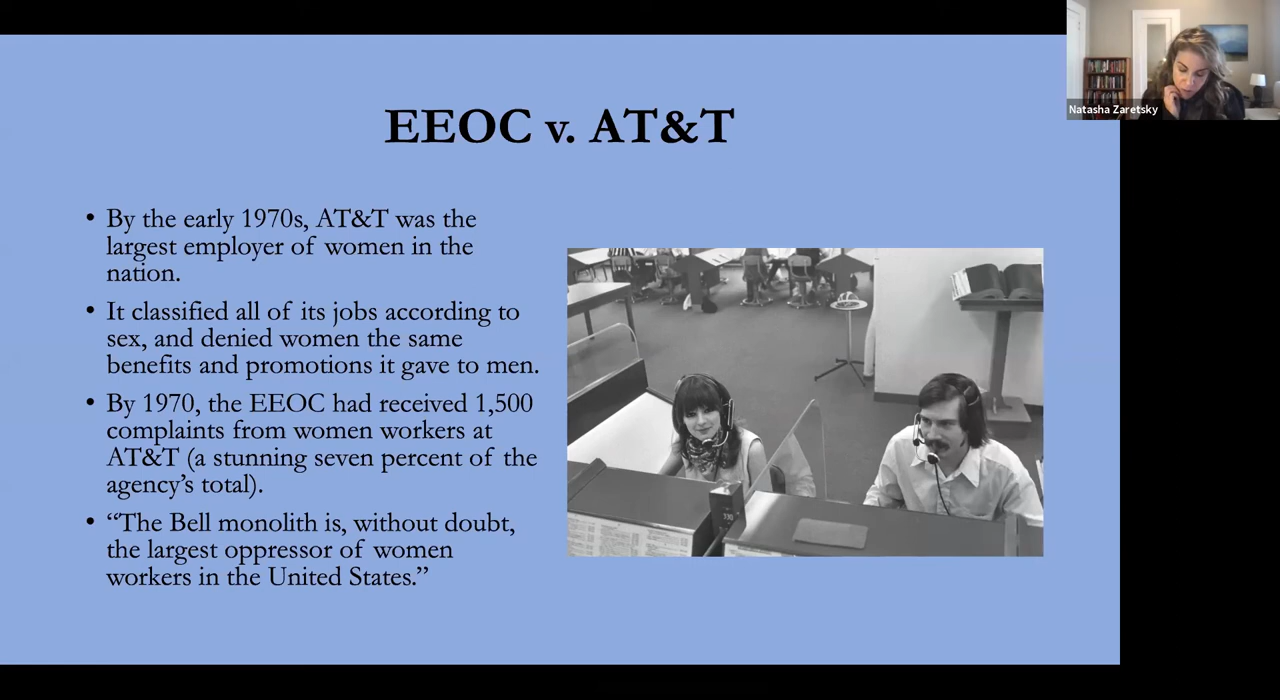 Natasha Zaretsky
EEOC v. AT&T
• By the early 1970s, AT&T was the
largest employer of women in the
nation.
• It classified all of its jobs according to
sex, and denied women the same
benefits and promotions it gave to men.
• By 1970, the EEOC had received 1,500
complaints from women workers at
AT&T (a stunning seven percent of the
agency’s total).
• “The Bell monolith is, without doubt,
the largest oppressor of women
workers in the United States.”